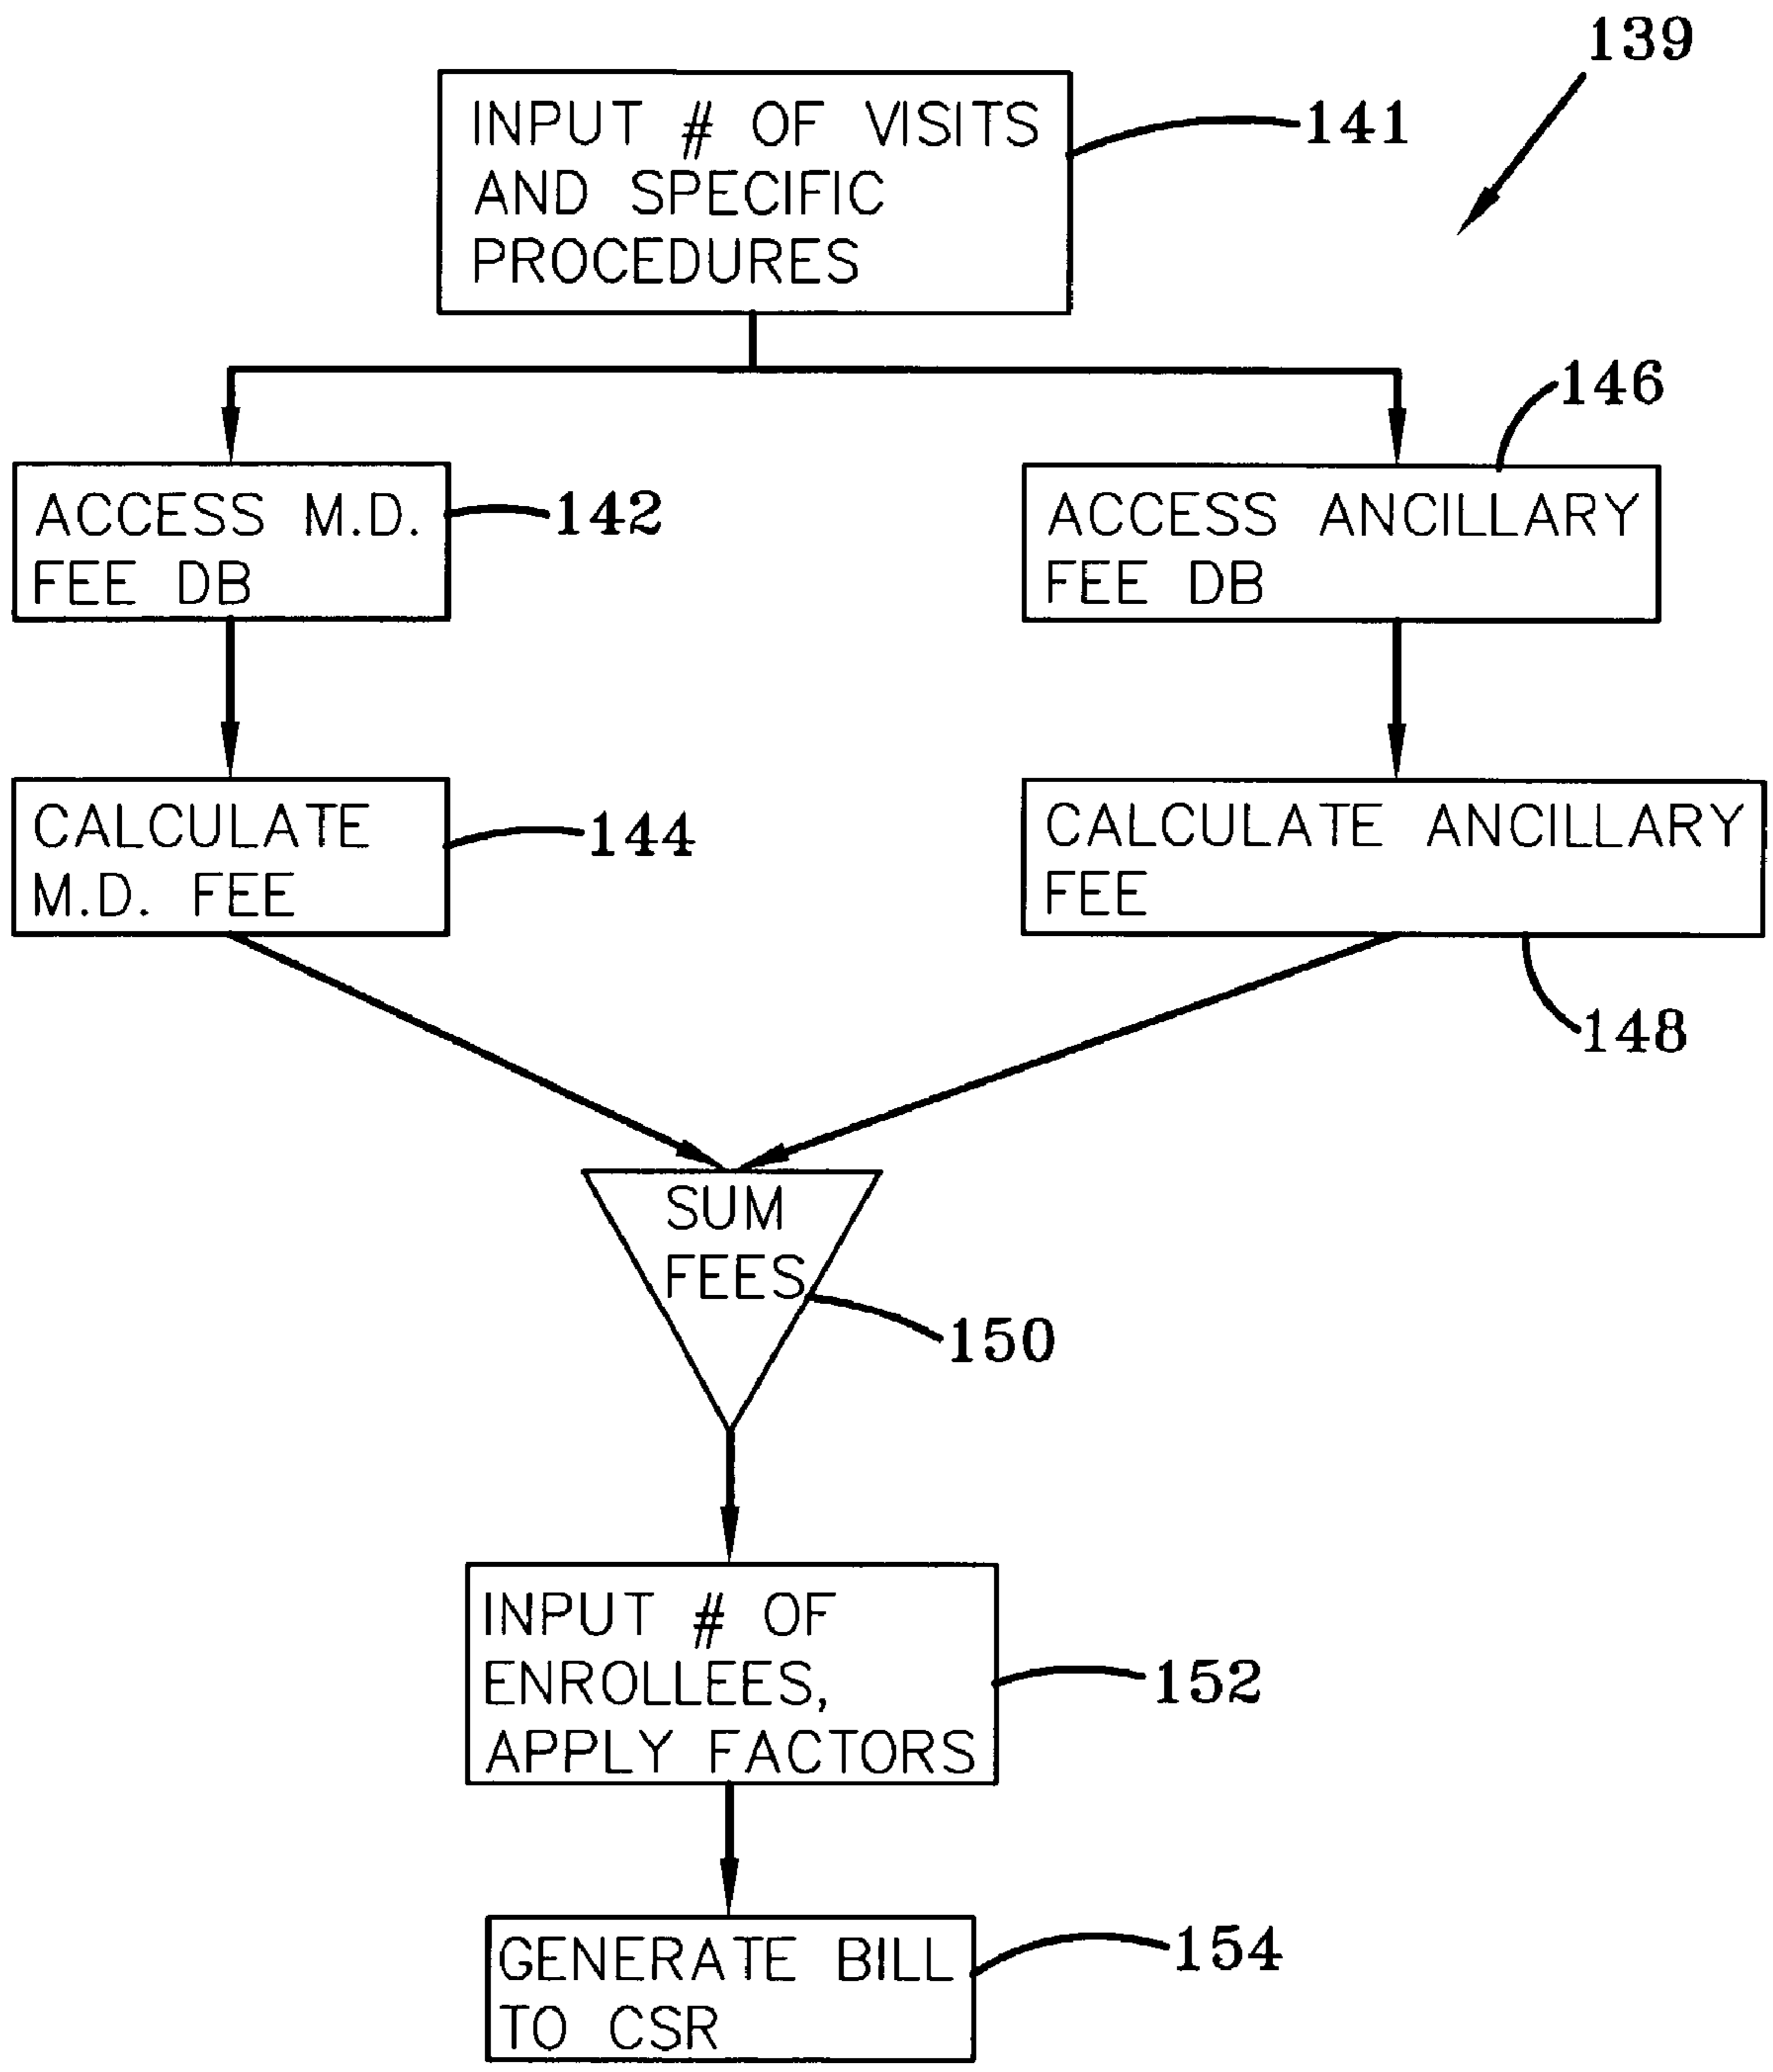 139
INPUT # OF VISITS
AND SPECIFIC
PROCEDURES
141
ACCESS M.D.
FEE DB
142
ACCESS ANCILLARY
FEE DB
146
CALCULATE
M.D. FEE
144
CALCULATE ANCILLARY
FEE
148
SUM
FEES
150
INPUT # OF
ENROLLEES,
APPLY FACTORS
152
GENERATE BILL
TO CSR
154